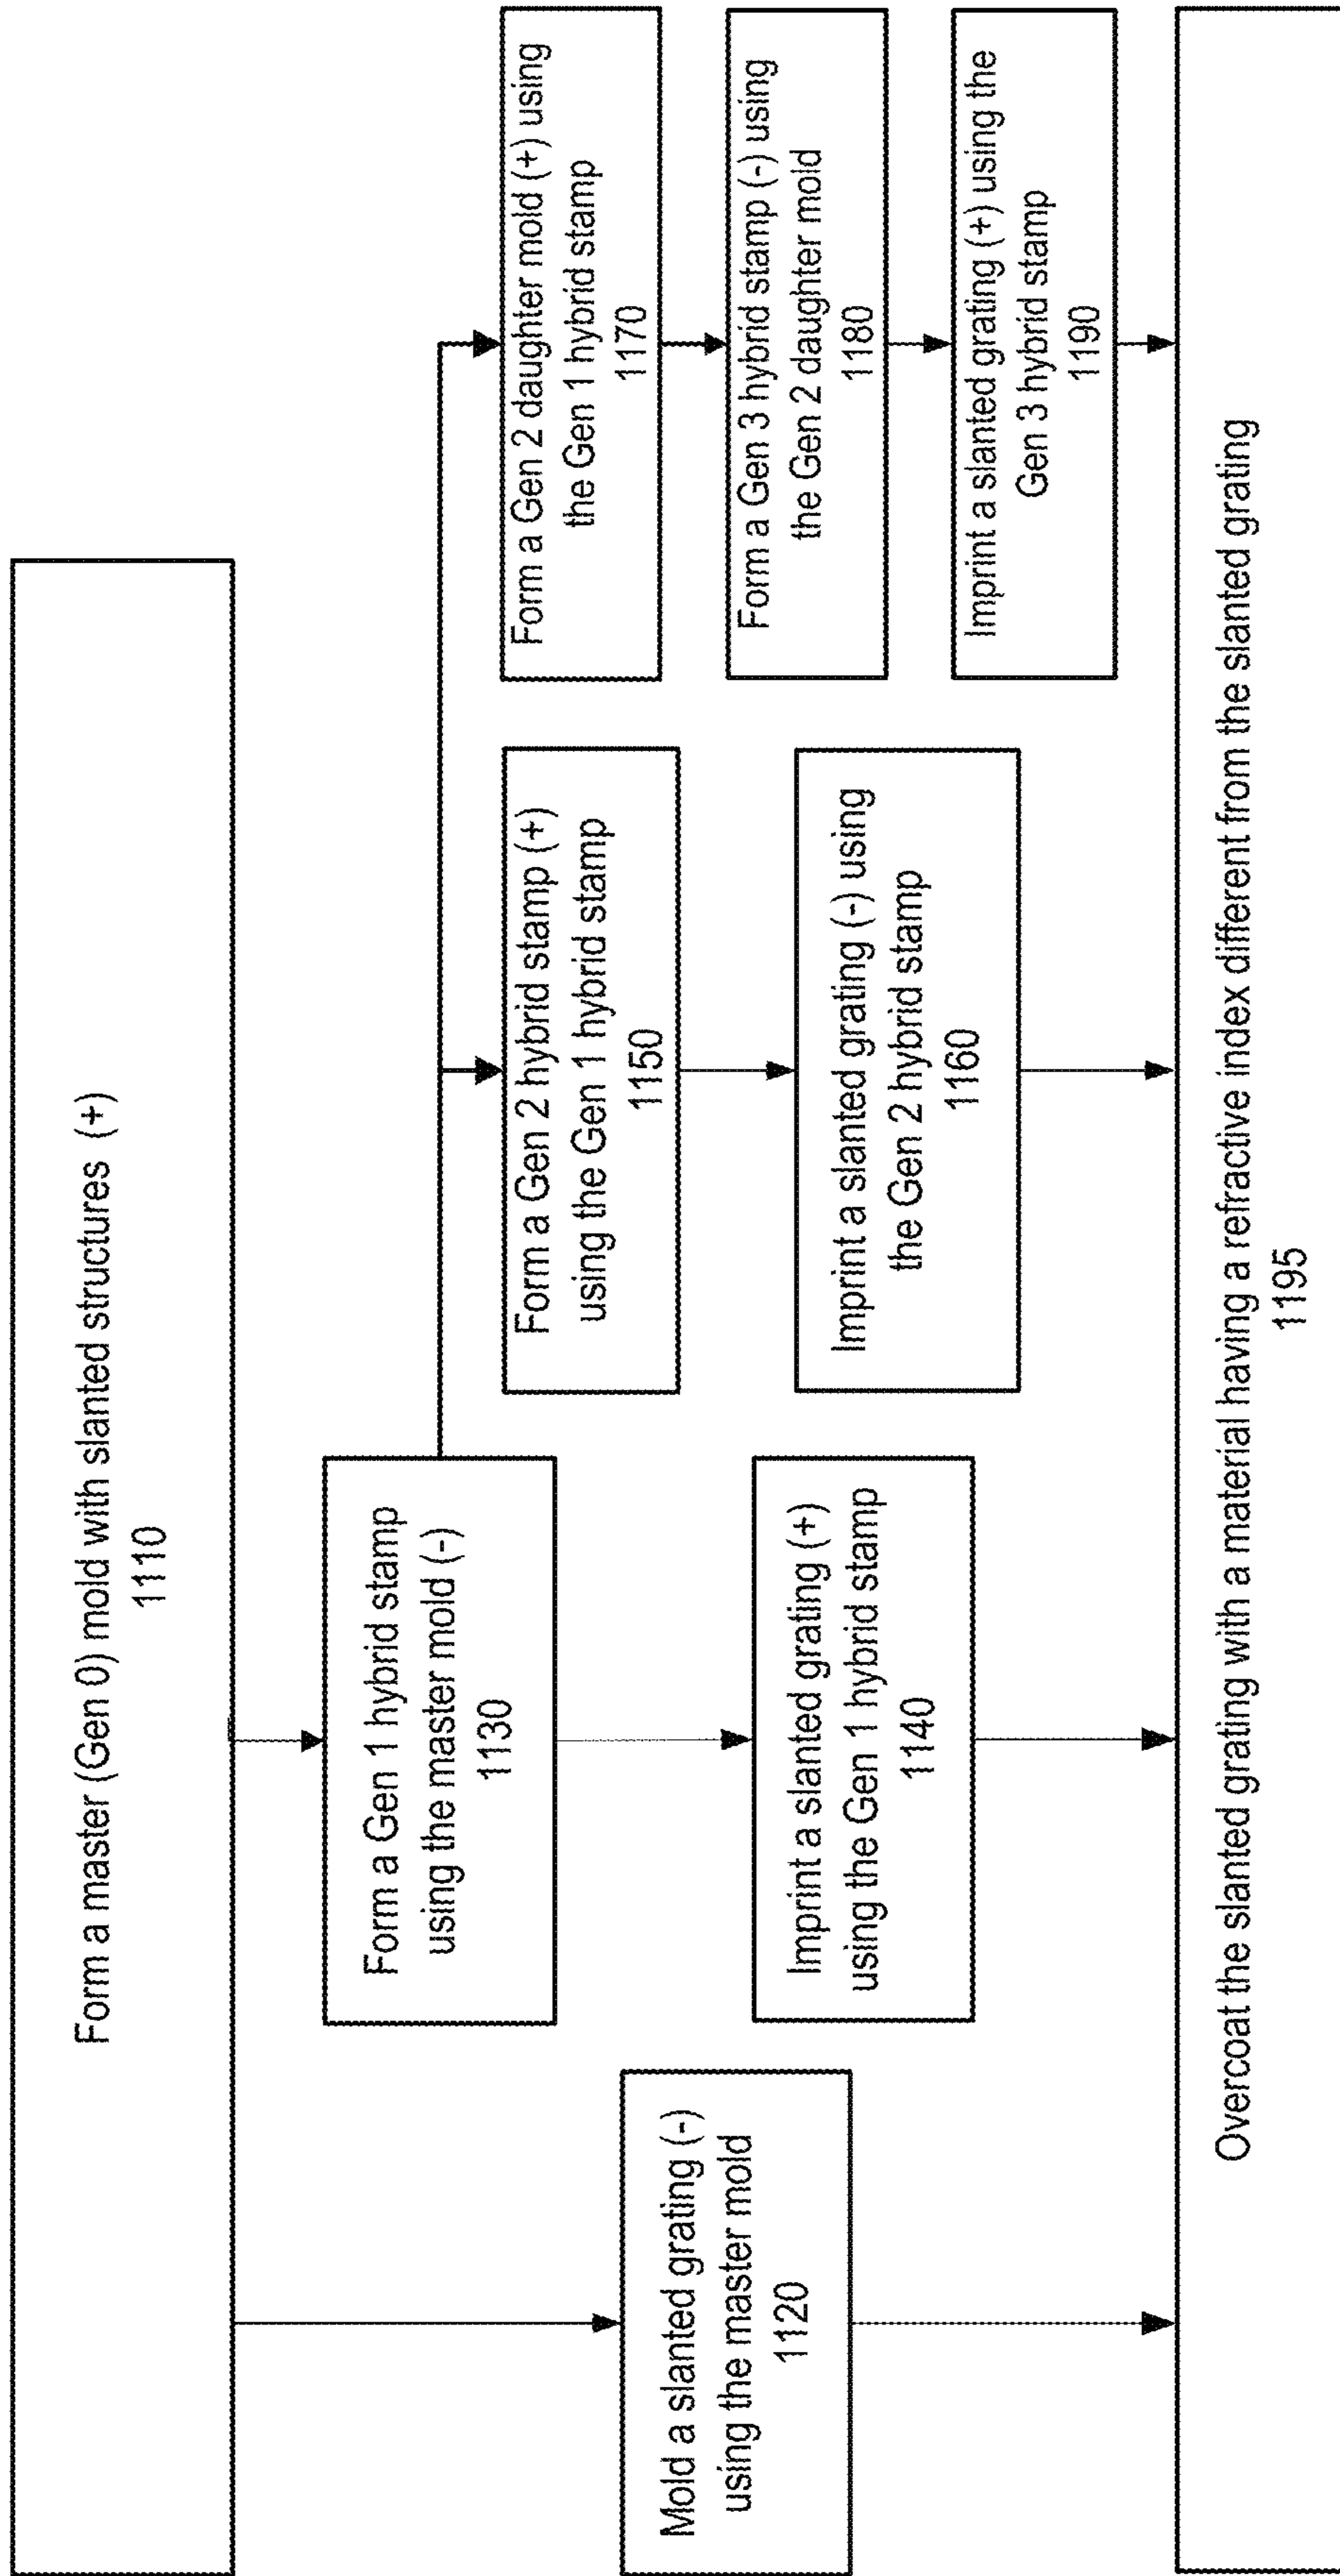 Form a master (Gen 0) mold with slanted structures (+)
1110
Mold a slanted grating (-)
using the master mold
1120
Form a Gen 1 hybrid stamp
using the master mold (-)
1130
Imprint a slanted grating (+)
using the Gen 1 hybrid stamp
1140
Form a Gen 2 hybrid stamp (+)
using the Gen 1 hybrid stamp
1150
Imprint a slanted grating (-) using
the Gen 2 hybrid stamp
1160
Form a Gen 2 daughter mold (+) using
the Gen 1 hybrid stamp
1170
Form a Gen 3 hybrid stamp (-) using
the Gen 2 daughter mold
1180
Imprint a slanted grating (+) using the
Gen 3 hybrid stamp
1190
Overcoat the slanted grating with a material having a refractive index different from the slanted grating
1195